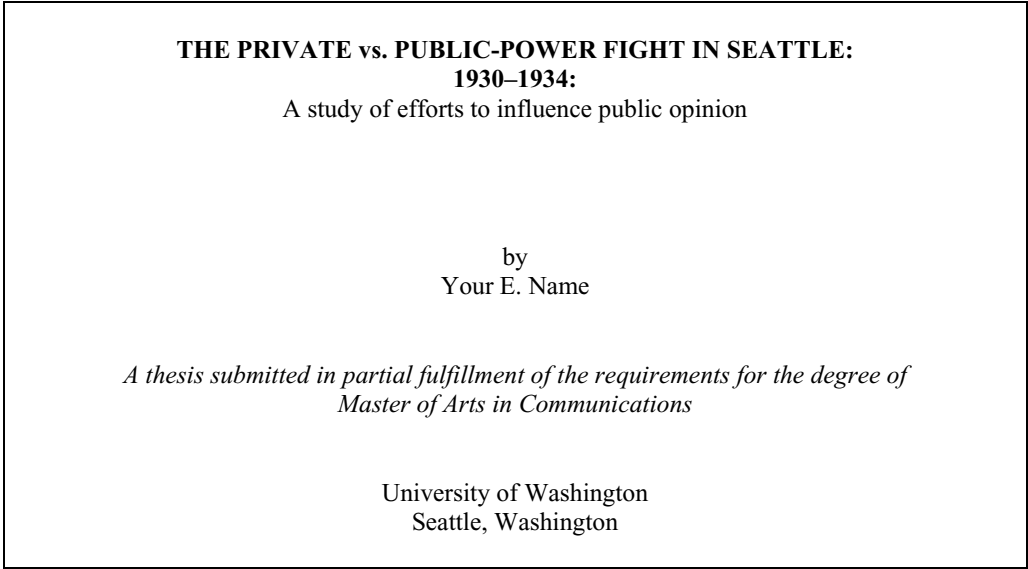 THE PRIVATE vs. PUBLIC-POWER FIGHT IN SEATTLE:
1930–1934:
A study of efforts to influence public opinion
by
Your E. Name
A thesis submitted in partial fulfillment of the requirements for the degree of
Master of Arts in Communications
University of Washington
Seattle, Washington